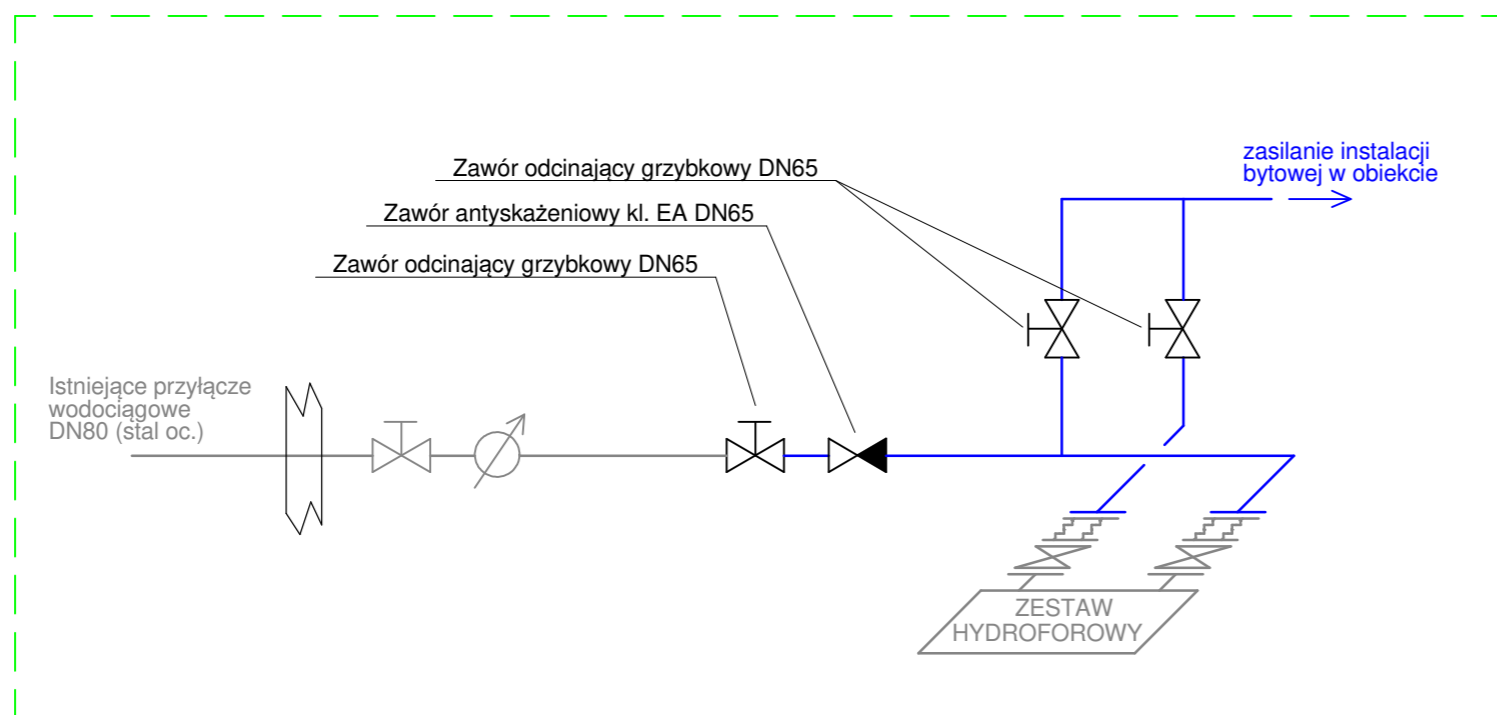 Zawór odcinający grzybkowy DN65
zasilanie instalacji
bytowej w obiekcie
Zawór antyskażeniowy kl. EA DN65
Zawór odcinający grzybkowy DN65
Istniejące przyłącze
wodociągowe
DN80 (stal oc.)
ZESTAW
HYDROFOROWY